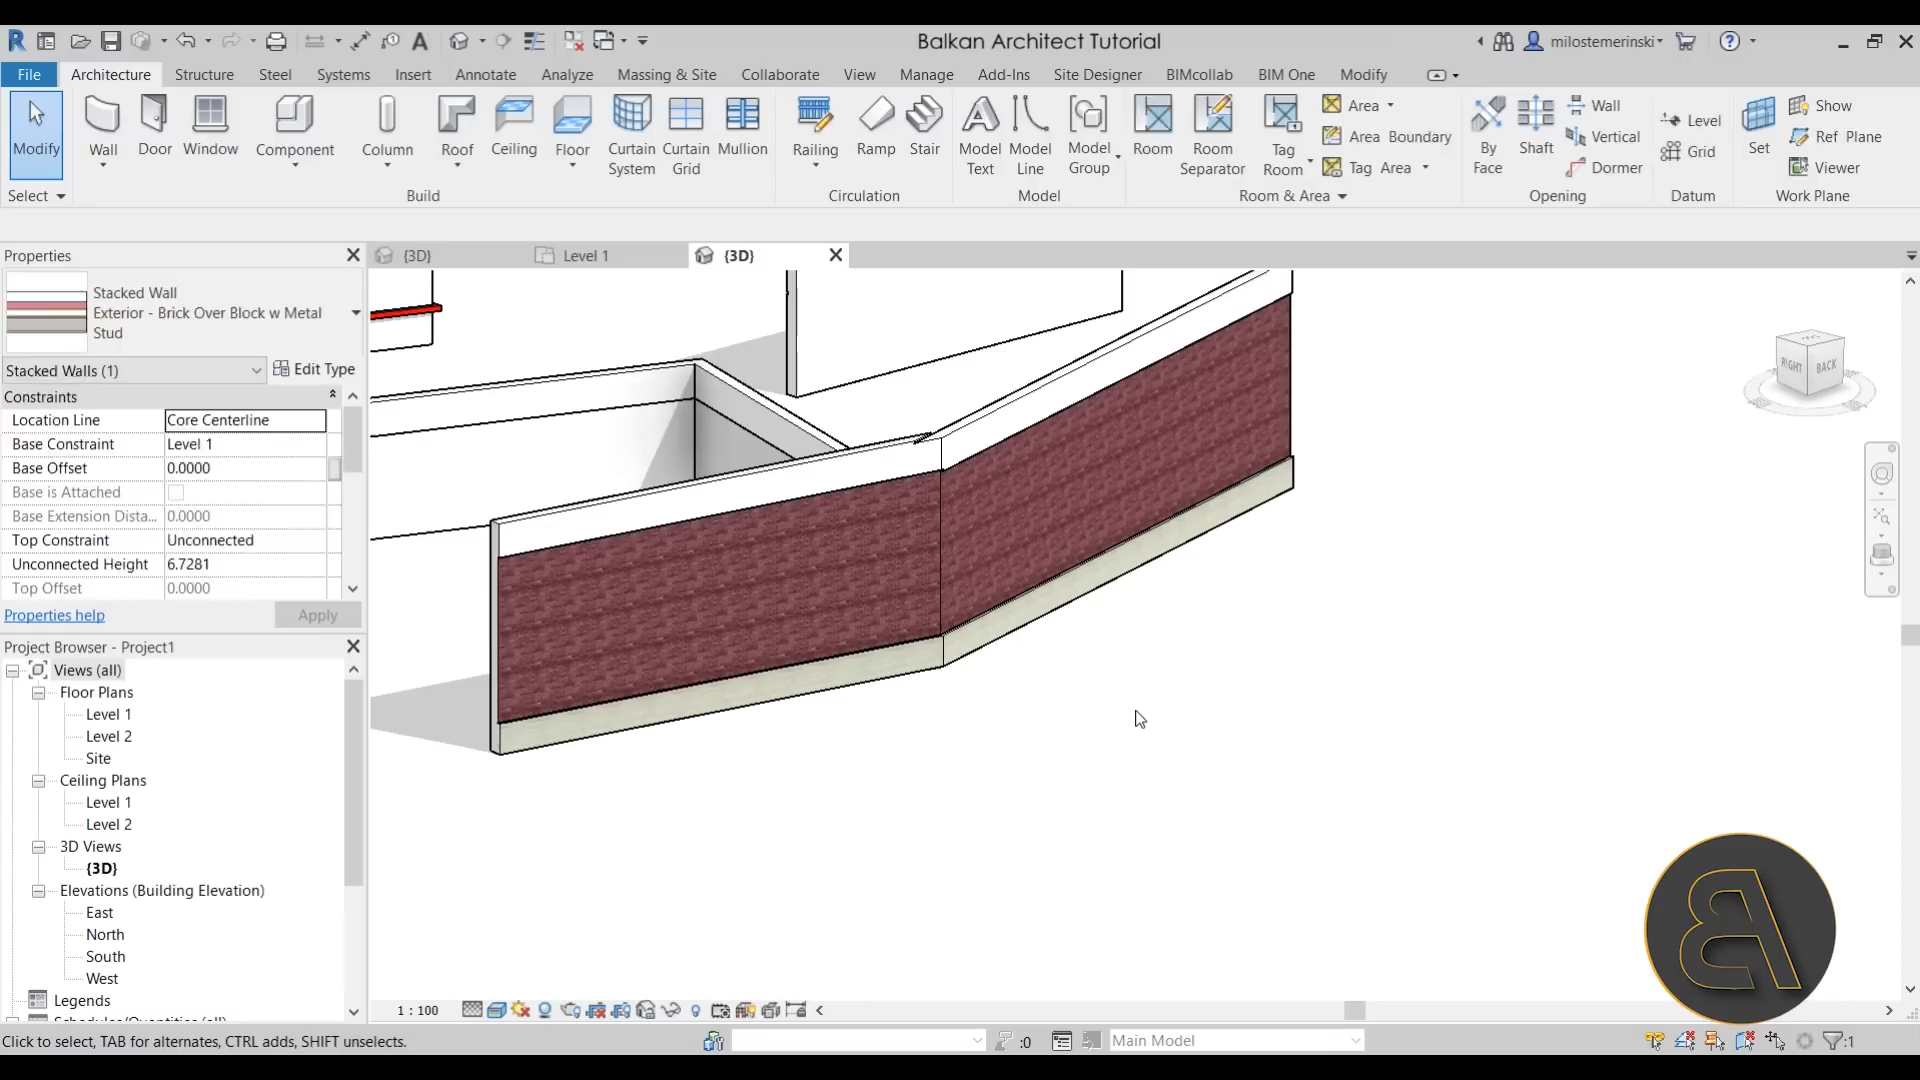 Balkan Architect Tutorial
milostemerinski
File Architecture Structure Steel Systems Insert Annotate Analyze Massing & Site Collaborate View Manage Add-Ins Site Designer BIMcollab BIM One Modify
Modify Wall Door Window Component Column Roof Ceiling Floor Curtain System Curtain Grid Mullion Railing Ramp Stair Model Text Model Line Model Group Room Room Separator Tag Room
Area
Area Boundary
Tag Area
By Face Shaft
Wall
Vertical
Dormer
Level
Grid
Set
Show
Ref Plane
Viewer
Select Build Circulation Model Room & Area Opening Datum Work Plane
Properties
{3D} Level 1 {3D}
Stacked Wall
Exterior - Brick Over Block w Metal
Stud
Stacked Walls (1) Edit Type
Constraints
Location Line Core Centerline
Base Constraint Level 1
Base Offset 0.0000
Base is Attached
Base Extension Dista... 0.0000
Top Constraint Unconnected
Unconnected Height 6.7281
Top Offset 0.0000
Properties help Apply
Project Browser - Project1
Views (all)
Floor Plans
Level 1
Level 2
Site
Ceiling Plans
Level 1
Level 2
3D Views
{3D}
Elevations (Building Elevation)
East
North
South
West
Legends
RIGHT BACK
1 : 100
Click to select, TAB for alternates, CTRL adds, SHIFT unselects.
:0
Main Model
:1